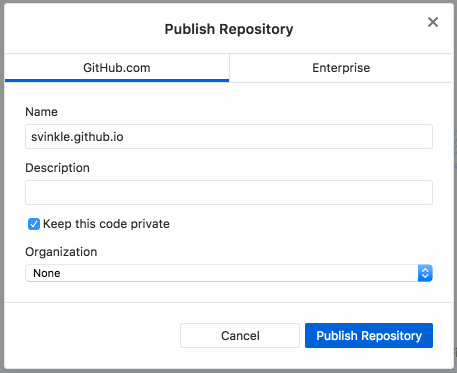 Publish Repository
GitHub.com
Enterprise
Name
svinkle.github.io
Description
Keep this code private
Organization
None
Cancel
Publish Repository